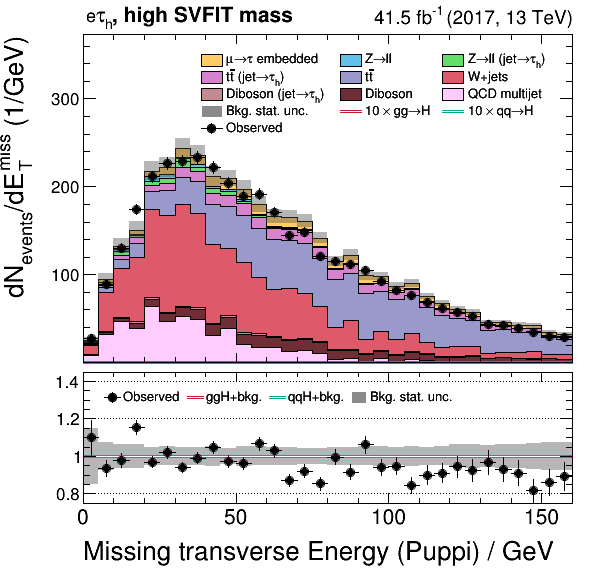 eτh, high SVFIT mass 41.5 fb⁻¹ (2017, 13 TeV)
dNevents/dETmiss (1/GeV)
300
200
100
μ→τ embedded Z→ll Z→ll (jet→τh)
tt̄ (jet→τh) tt̄ W+jets
Diboson (jet→τh) Diboson QCD multijet
Bkg. stat. unc. 10 × gg→H 10 × qq→H
Observed
1.4
1.2
1
0.8
Observed ggH+bkg. qqH+bkg. Bkg. stat. unc.
0 50 100 150
Missing transverse Energy (Puppi) / GeV